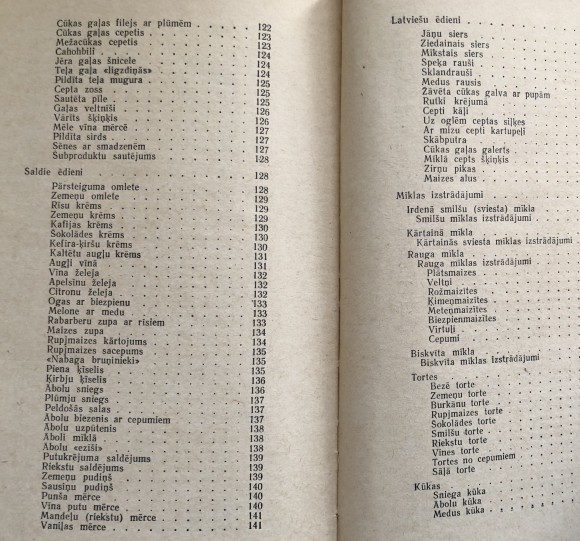 Cūkas gaļas filejs ar plūmēm 122
Cūkas gaļas cepetis 123
Mežacūkas cepetis 123
Cahohbili 124
Jēra gaļas šnicele 124
Teļa gaļa «ligzdiņās» 124
Pildīta teļa mugura 125
Cepta zoss 125
Sautēta pīle 125
Gaļas veltnīši 126
Vārīts šķiņķis 126
Mēle vīna mērcē 127
Pildīta sirds 127
Sēnes ar smadzenēm 127
Subproduktu sautējums 128
Saldie ēdieni 128
Pārsteiguma omlete 128
Zemeņu omlete 129
Rīsu krēms 129
Zemeņu krēms 129
Kafijas krēms 130
Šokolādes krēms 130
Kefīra-ķiršu krēms 130
Kaltētu augļu krēms 131
Augļi vīnā 131
Vīna želeja 132
Apelsīnu želeja 132
Citronu želeja 132
Ogas ar biezpienu 133
Melone ar medu 133
Rabarberu zupa ar rīsiem 133
Maizes zupa 134
Rupjmaizes kārtojums 134
Rupjmaizes sacepums 135
«Nabaga bruņinieki» 135
Piena ķīselis 135
Ķirbju ķīselis 136
Ābolu sniegs 136
Plūmju sniegs 137
Peldošās salas 137
Ābolu biezenis ar cepumiem 137
Ābolu uzpūtenis 138
Āboli mīklā 138
Ābolu «ezīši» 138
Putukrējuma saldējums 139
Riekstu saldējums 139
Zemeņu pudiņš 139
Sausiņu pudiņš 140
Punša mērce 140
Vīna putu mērce 140
Mandeļu (riekstu) mērce 141
Vaniļas mērce 141
Latviešu ēdieni
Jāņu siers
Ziedainais siers
Mīkstais siers
Speķa rauši
Sklandrauši
Medus rausis
Žāvēta cūkas galva ar pupām
Rutki krējumā
Cepti kāļi
Uz oglēm ceptas siļķes
Ar mizu cepti kartupeļi
Skābputra
Cūkas gaļas galerts
Mīklā cepts šķiņķis
Zirņu pikas
Maizes alus
Mīklas izstrādājumi
Irdenā smilšu (sviesta) mīkla
Smilšu mīklas izstrādājumi
Kārtainā mīkla
Kārtainās sviesta mīklas izstrādājumi
Rauga mīkla
Rauga mīklas izstrādājumi
Plātsmaizes
Veltņi
Rožmaizītes
Ķimeņmaizītes
Meteņmaizītes
Biezpienmaizītes
Virtuļi
Cepumi
Biskvīta mīkla
Biskvīta mīklas izstrādājumi
Tortes
Bezē torte
Zemeņu torte
Burkānu torte
Rupjmaizes torte
Šokolādes torte
Smilšu torte
Riekstu torte
Vīnes torte
Tortes no cepumiem
Sāļā torte
Kūkas
Sniega kūka
Ābolu kūka
Medus kūka